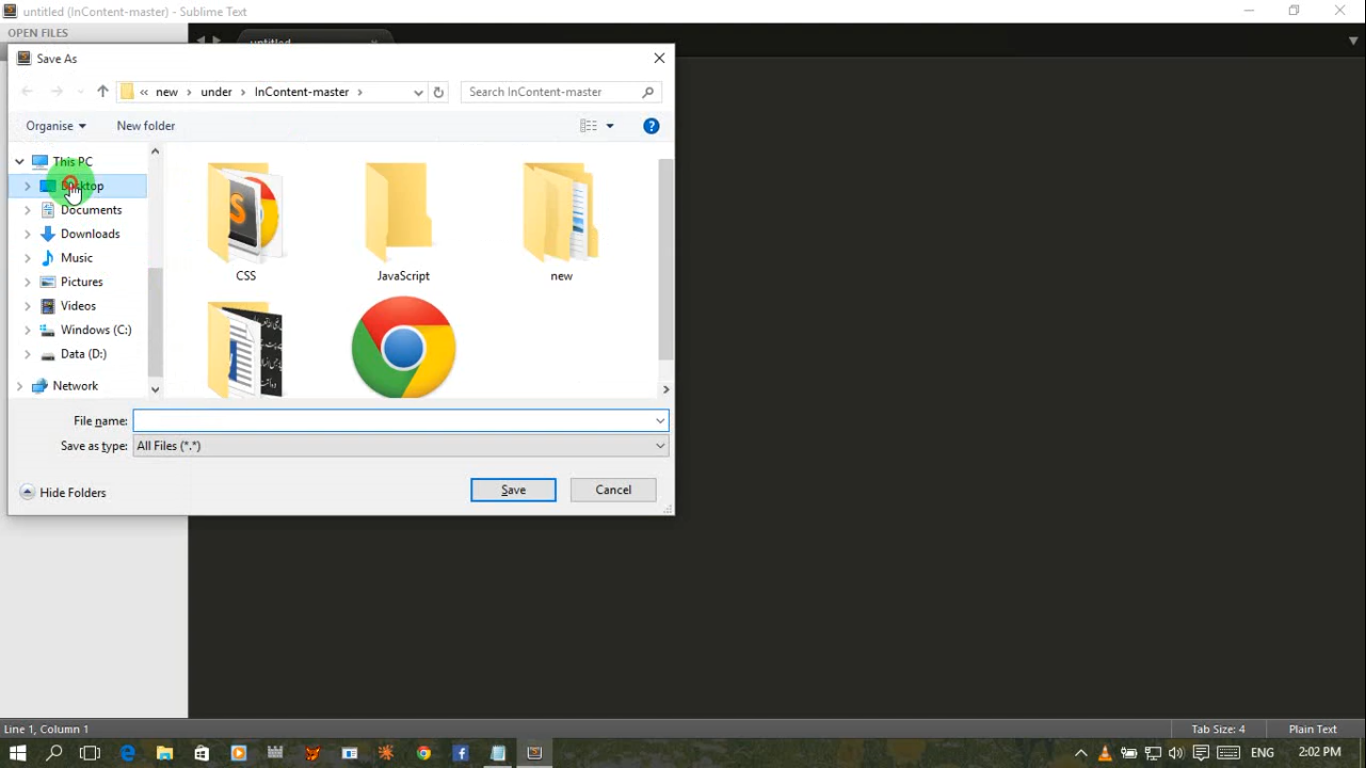 untitled (InContent-master) - Sublime Text
OPEN FILES
untitled
Save As
« new › under › InContent-master ›
Search InContent-master
Organise
New folder
This PC
Desktop
Documents
Downloads
Music
Pictures
Videos
Windows (C:)
Data (D:)
Network
CSS
JavaScript
new
File name:
Save as type: All Files (*.*)
Hide Folders
Save
Cancel
Line 1, Column 1
Tab Size: 4
Plain Text
ENG
2:02 PM